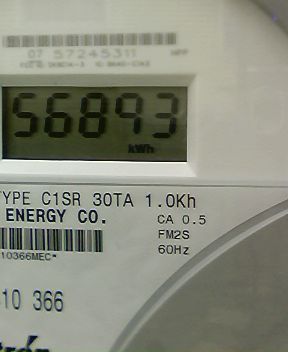 07 57245311
56893
kWh
TYPE C1SR 30TA 1.0Kh
ENERGY CO.
CA 0.5
FM2S
60Hz
10366MEC*
10 366